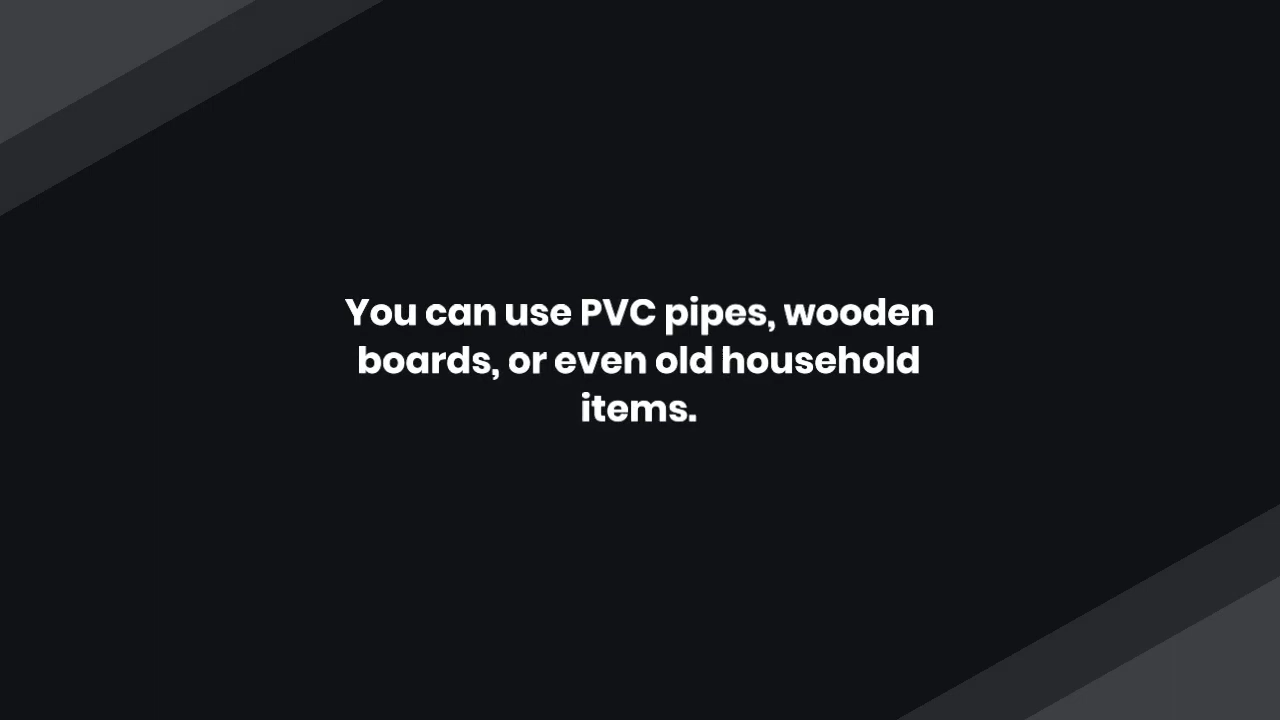 You can use PVC pipes, wooden
boards, or even old household
items.